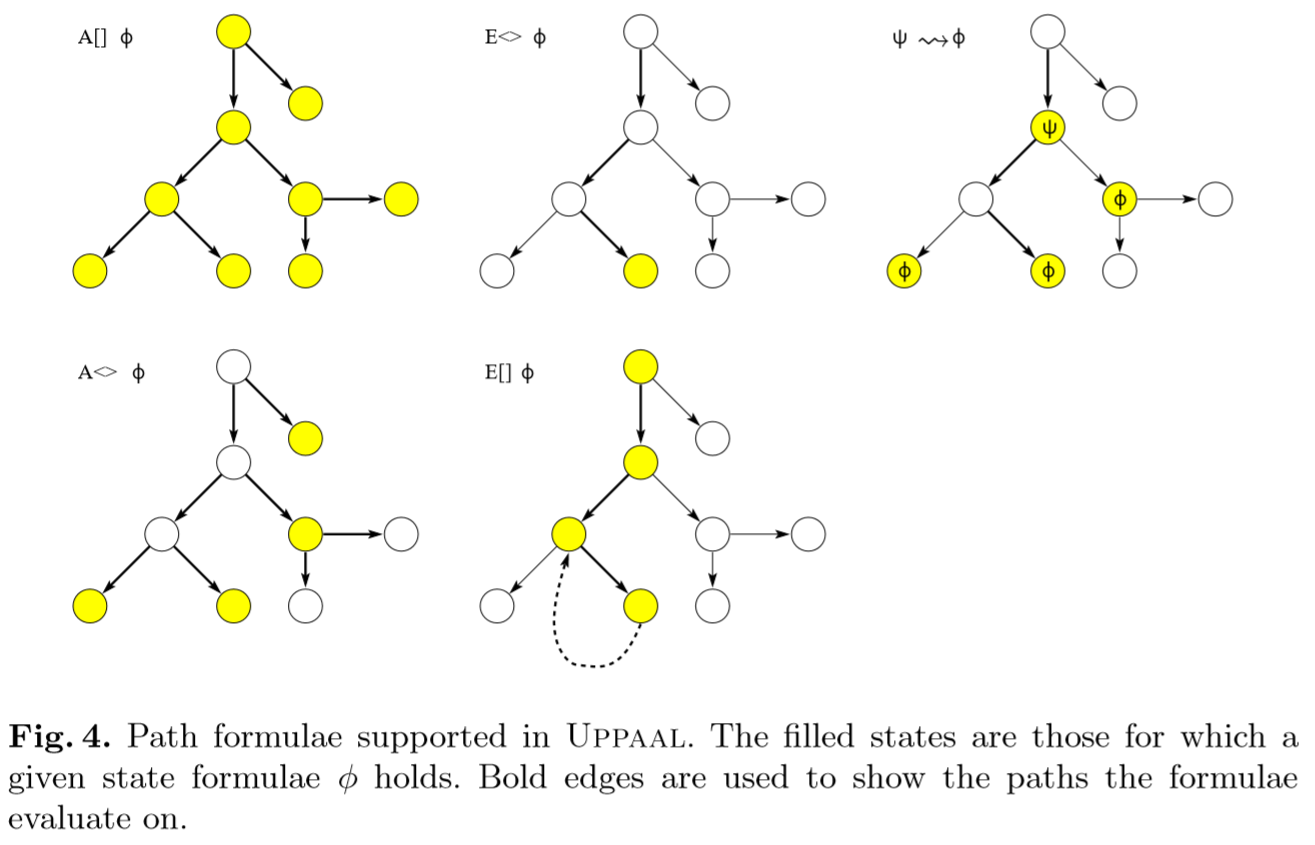 A[] ϕ
E<> ϕ
ψ ⇝ ϕ
ψ
ϕ
ϕ
ϕ
A<> ϕ
E[] ϕ
Fig. 4. Path formulae supported in UPPAAL. The filled states are those for which a
given state formulae ϕ holds. Bold edges are used to show the paths the formulae
evaluate on.